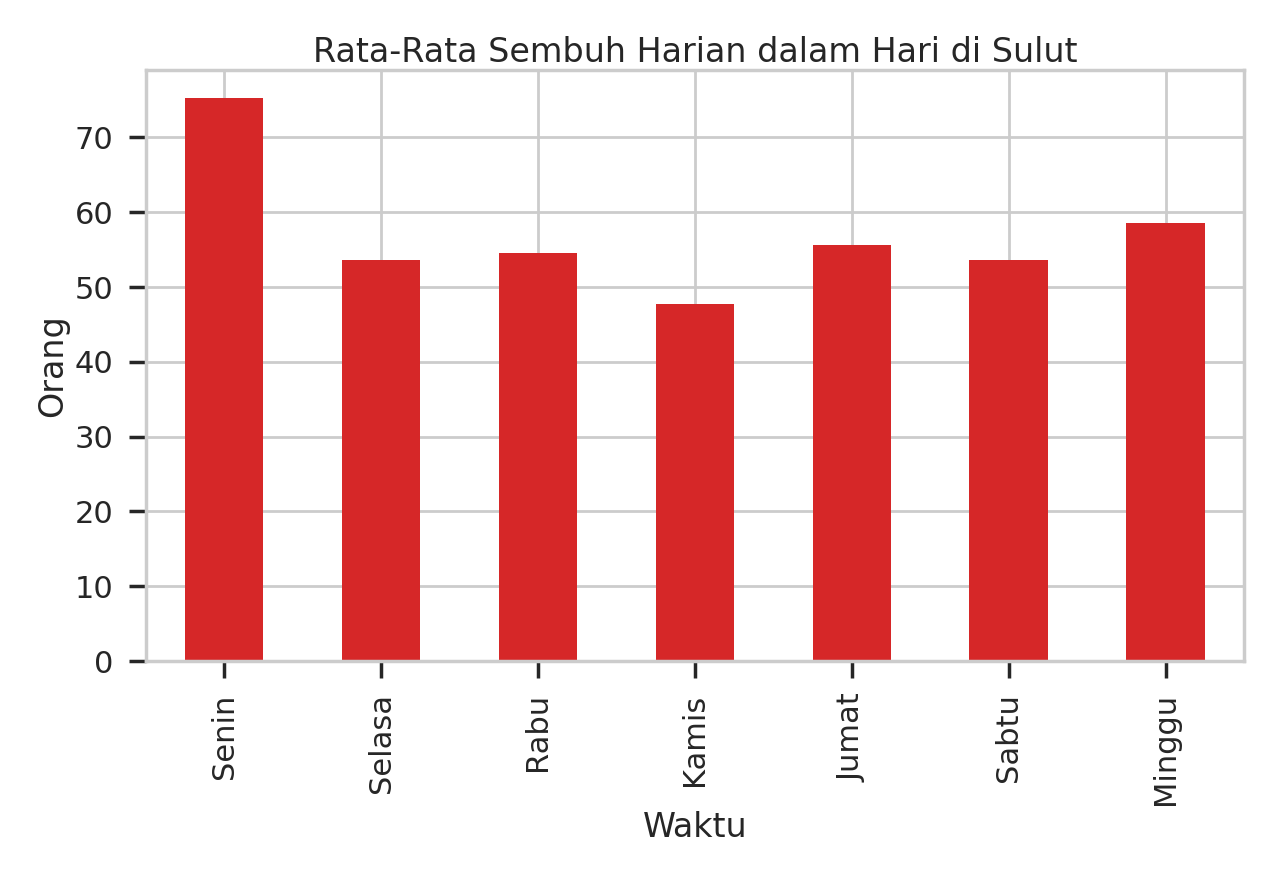 Rata-Rata Sembuh Harian dalam Hari di Sulut
Orang
70
60
50
40
30
20
10
0
Senin
Selasa
Rabu
Kamis
Jumat
Sabtu
Minggu
Waktu